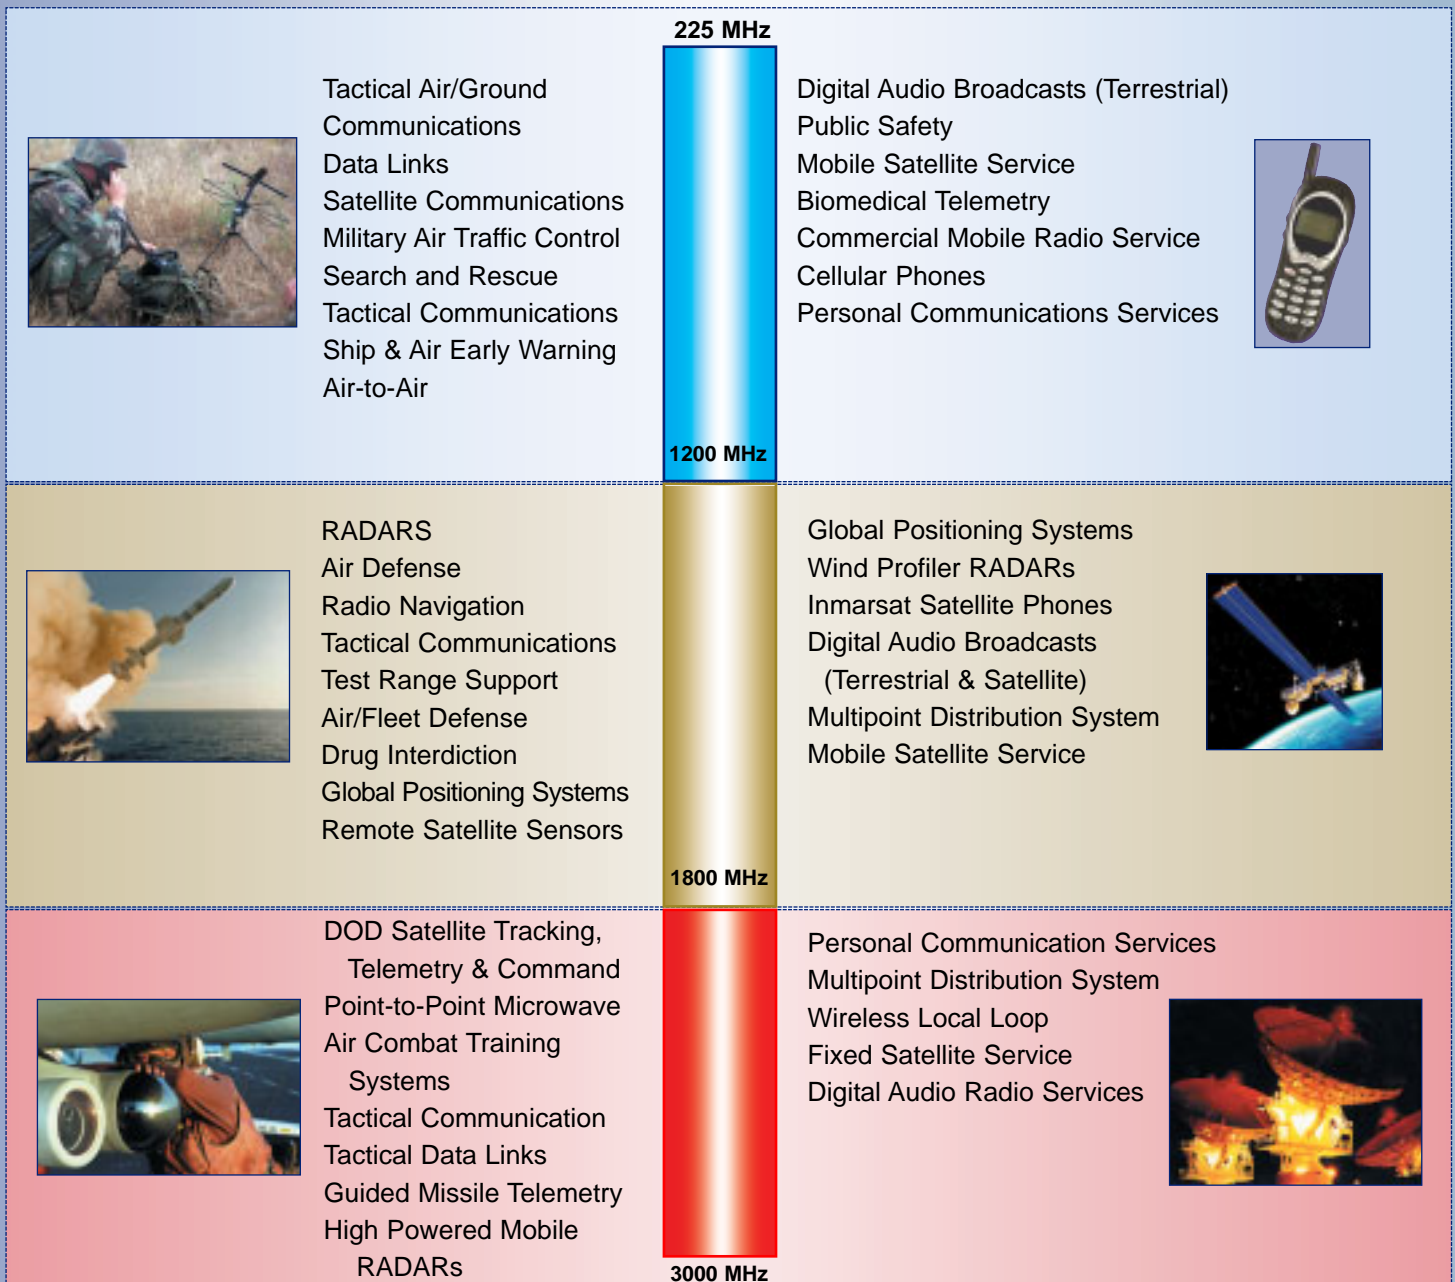 225 MHz
Tactical Air/Ground
Communications
Data Links
Satellite Communications
Military Air Traffic Control
Search and Rescue
Tactical Communications
Ship & Air Early Warning
Air-to-Air
Digital Audio Broadcasts (Terrestrial)
Public Safety
Mobile Satellite Service
Biomedical Telemetry
Commercial Mobile Radio Service
Cellular Phones
Personal Communications Services
1200 MHz
RADARS
Air Defense
Radio Navigation
Tactical Communications
Test Range Support
Air/Fleet Defense
Drug Interdiction
Global Positioning Systems
Remote Satellite Sensors
Global Positioning Systems
Wind Profiler RADARs
Inmarsat Satellite Phones
Digital Audio Broadcasts
(Terrestrial & Satellite)
Multipoint Distribution System
Mobile Satellite Service
1800 MHz
DOD Satellite Tracking,
Telemetry & Command
Point-to-Point Microwave
Air Combat Training
Systems
Tactical Communication
Tactical Data Links
Guided Missile Telemetry
High Powered Mobile
RADARs
Personal Communication Services
Multipoint Distribution System
Wireless Local Loop
Fixed Satellite Service
Digital Audio Radio Services
3000 MHz